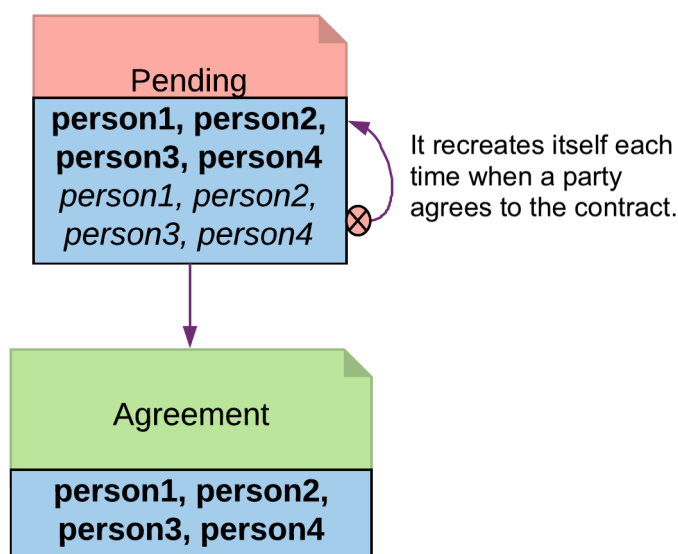 Pending
person1, person2,
person3, person4
person1, person2,
person3, person4
It recreates itself each
time when a party
agrees to the contract.
Agreement
person1, person2,
person3, person4